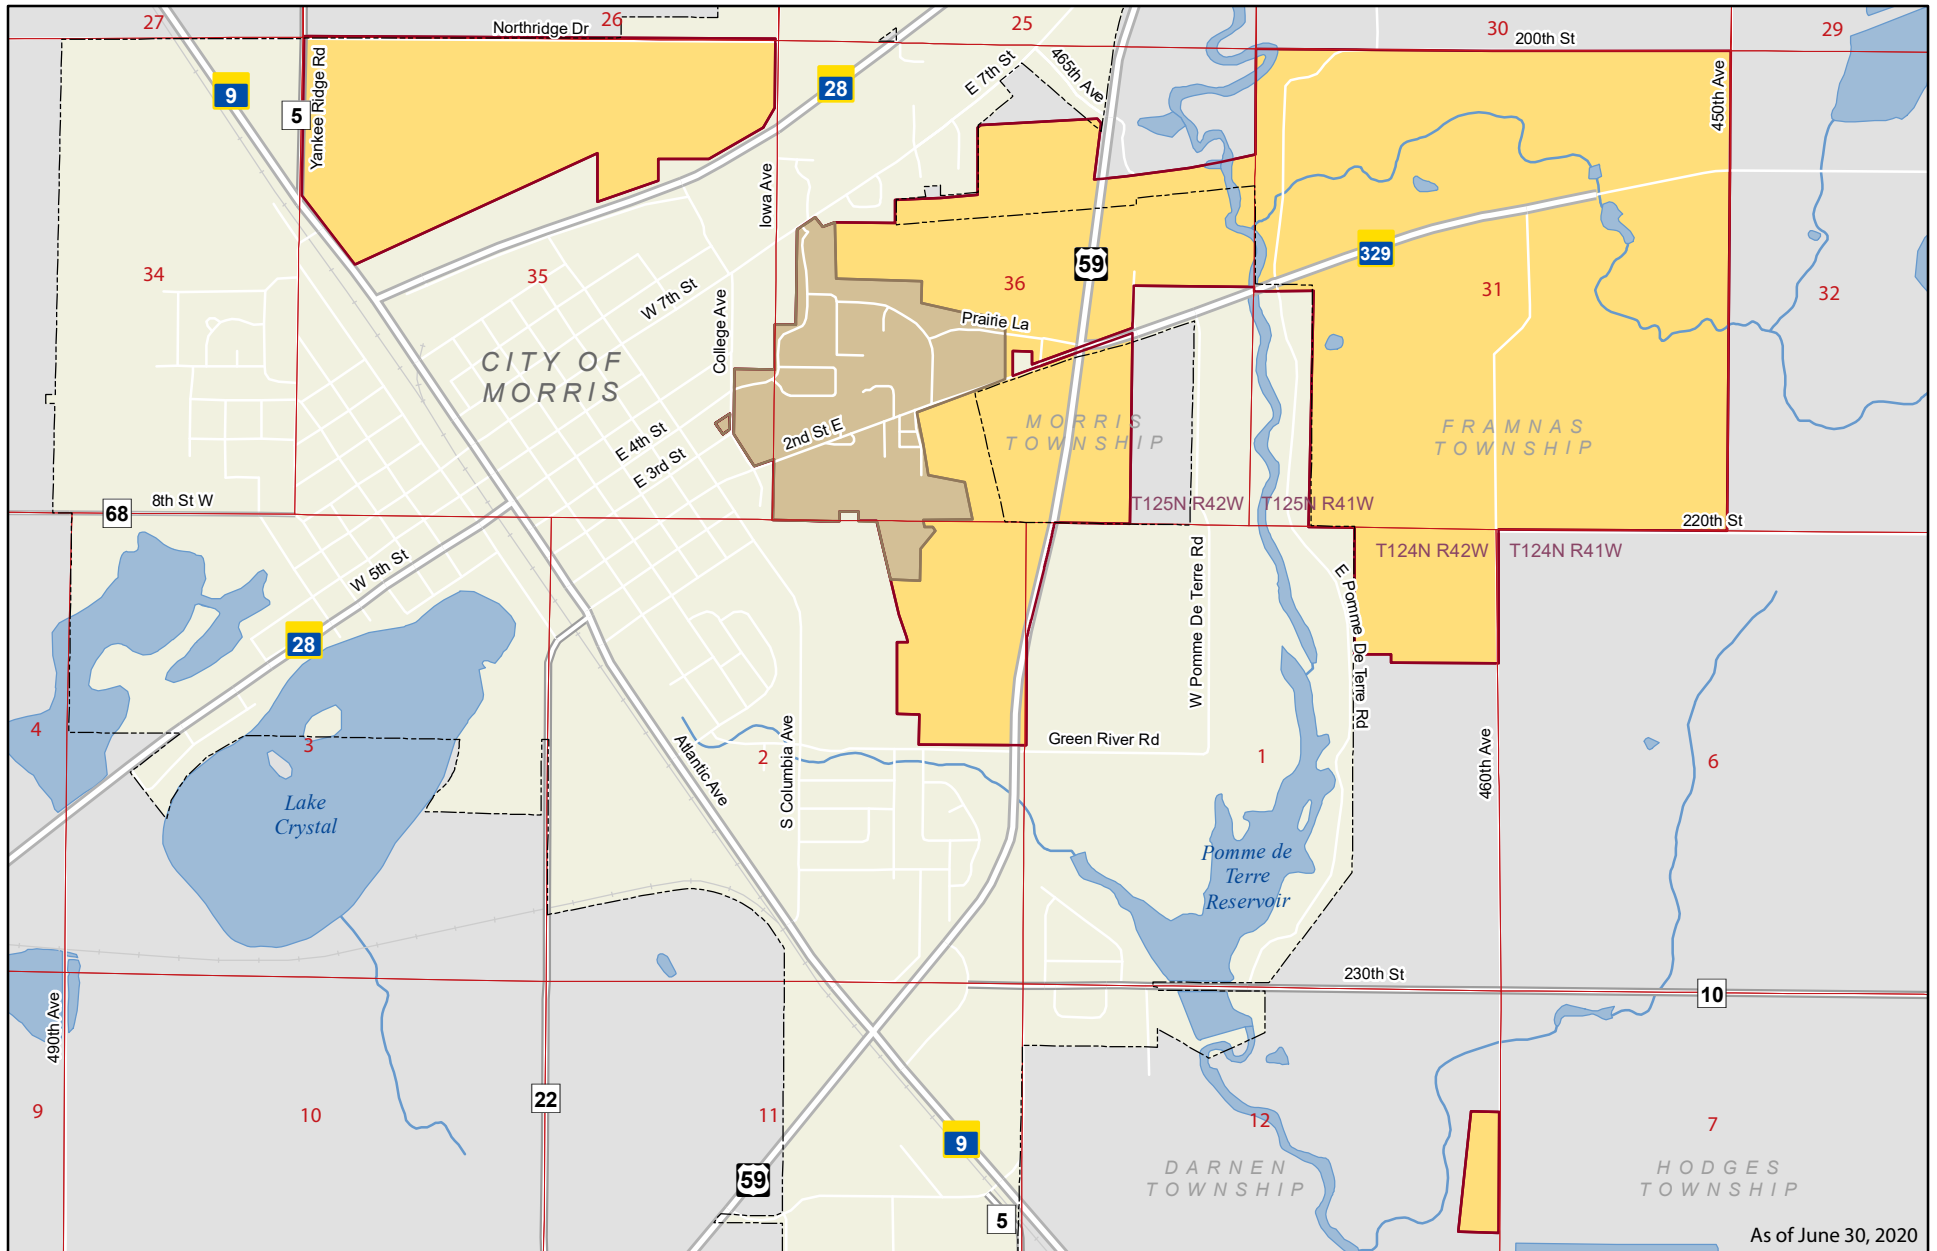 27
26
25
30
29
Northridge Dr
200th St
9
5
Yankee Ridge Rd
28
E 7th St
465th Ave
450th Ave
Iowa Ave
34
35
36
59
329
31
32
W 7th St
College Ave
Prairie La
CITY OF
MORRIS
E 4th St
E 3rd St
2nd St E
MORRIS
TOWNSHIP
FRAMNAS
TOWNSHIP
68
8th St W
T125N R42W
T125N R41W
220th St
T124N R42W
T124N R41W
W 5th St
28
W Pomme De Terre Rd
E Pomme De Terre Rd
4
3
2
1
6
Atlantic Ave
S Columbia Ave
Green River Rd
460th Ave
Lake
Crystal
Pomme de
Terre
Reservoir
230th St
10
490th Ave
22
9
10
11
12
7
9
59
5
DARNEN
TOWNSHIP
HODGES
TOWNSHIP
As of June 30, 2020